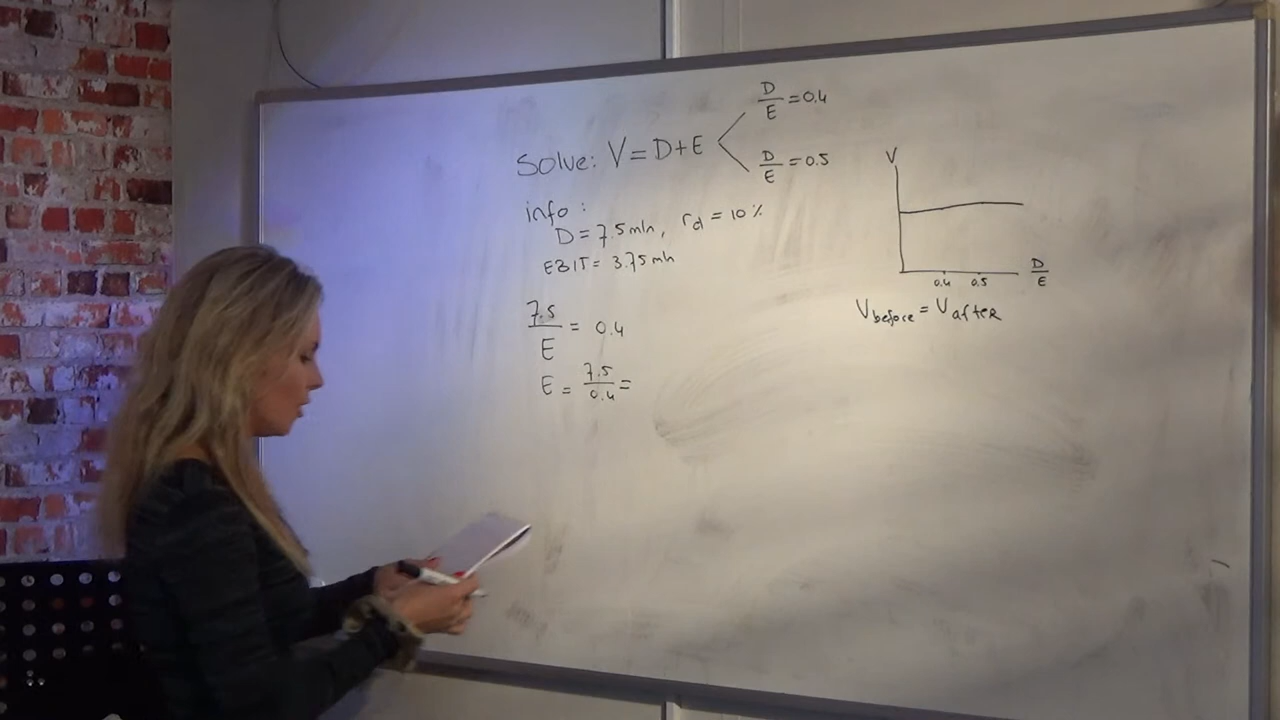 D/E = 0.4
Solve: V = D+E
D/E = 0.5
info :
D = 7.5 mln, rd = 10 %
EBIT = 3.75 mln
7.5/E = 0.4
E = 7.5/0.4 =
V
0.4 0.5
D/E
Vbefore = Vafter